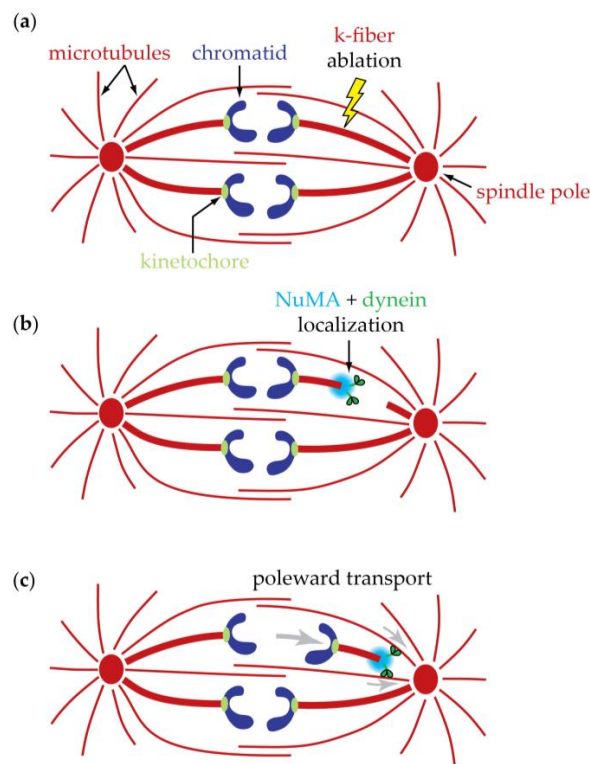 (a)
k-fiber
microtubules chromatid ablation
spindle pole
kinetochore
NuMA + dynein
(b) localization
(c)
poleward transport